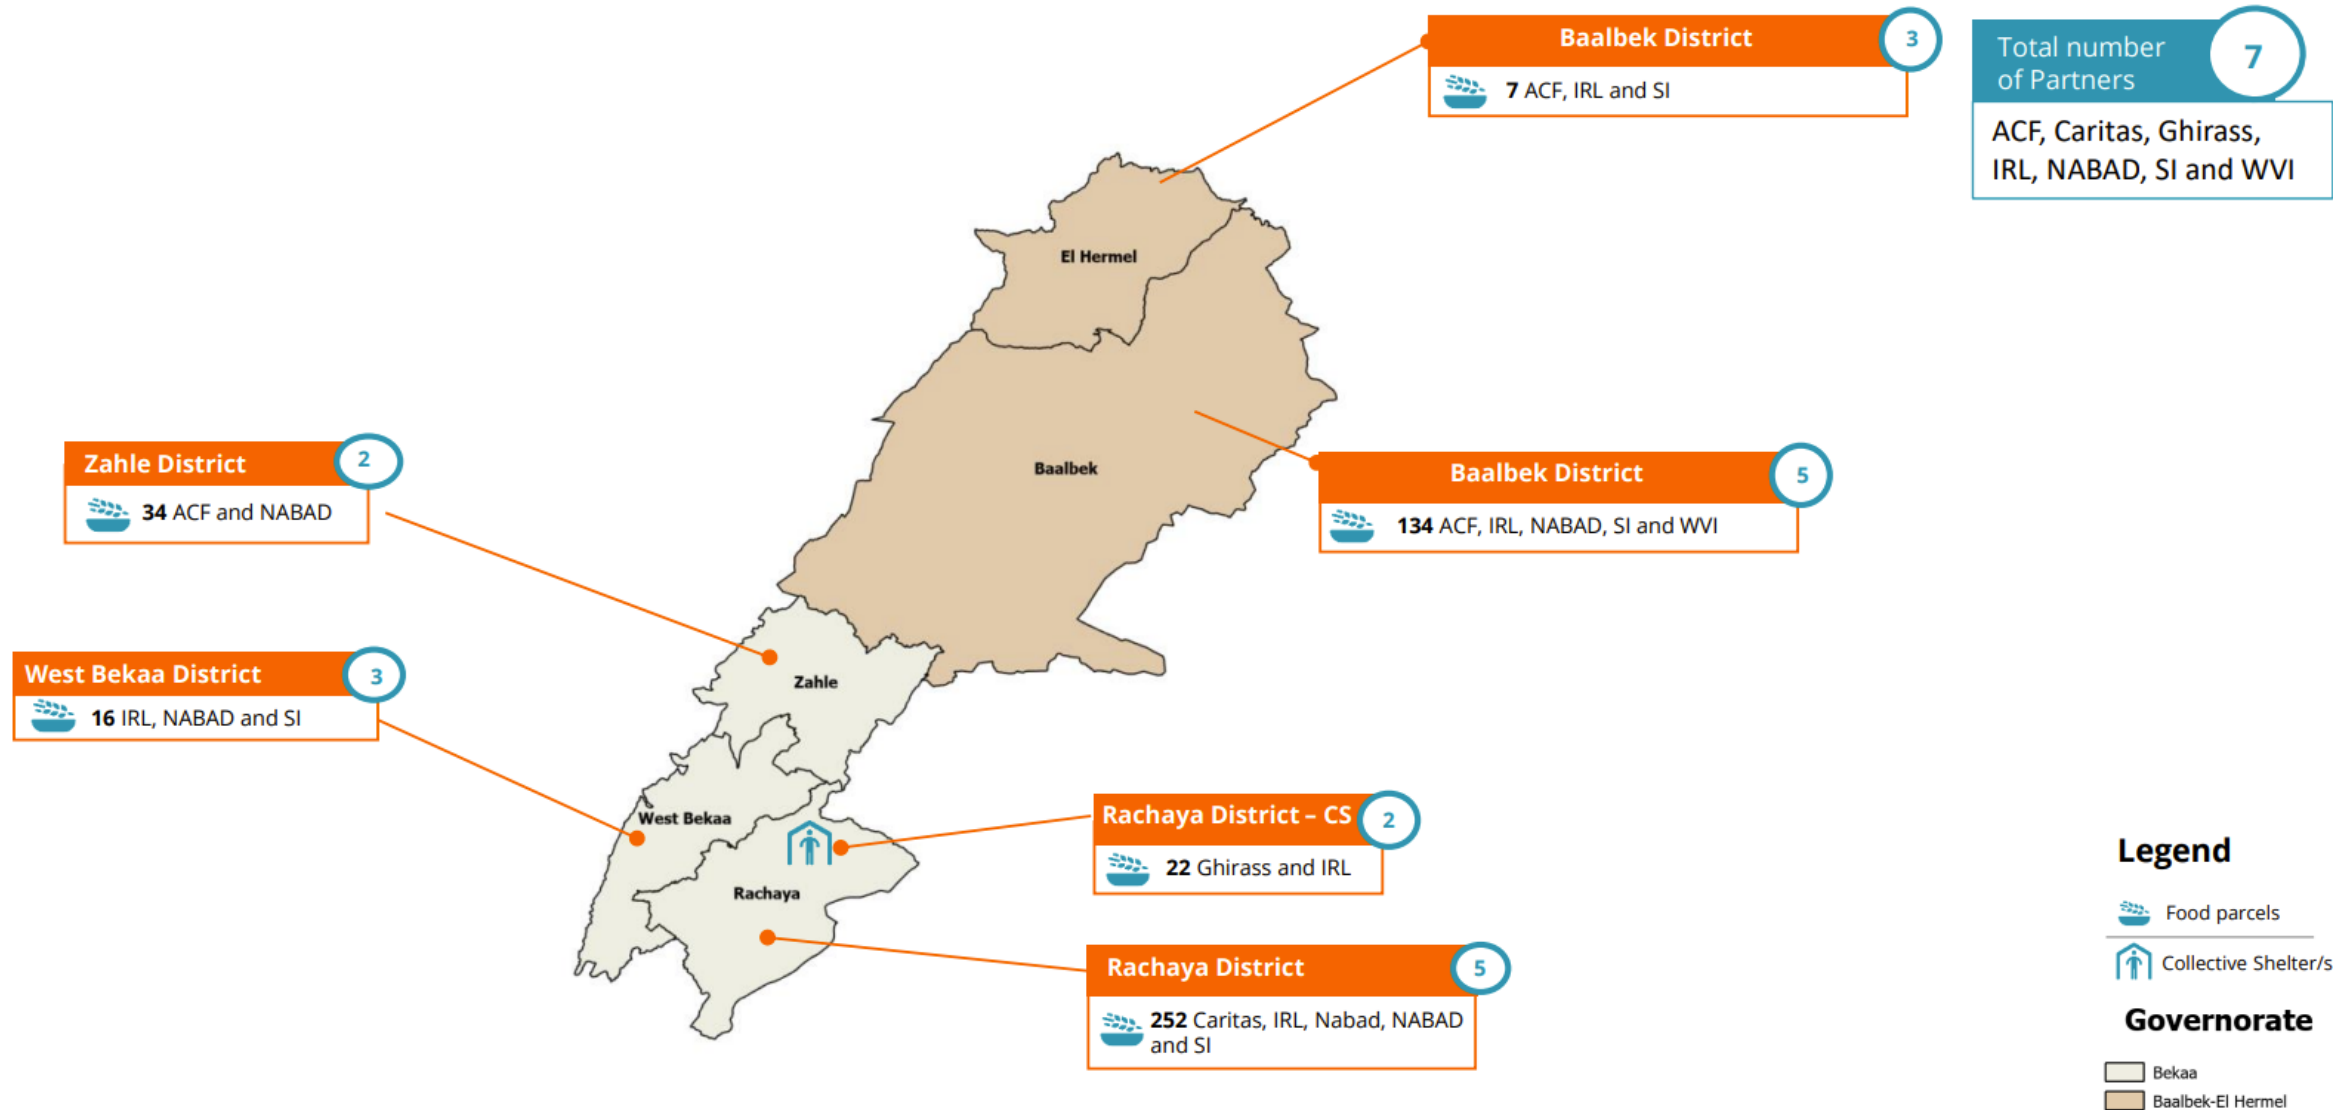 Baalbek District
3
7 ACF, IRL and SI
Total number
of Partners
7
ACF, Caritas, Ghirass,
IRL, NABAD, SI and WVI
El Hermel
Baalbek
Zahle District
2
34 ACF and NABAD
Baalbek District
5
134 ACF, IRL, NABAD, SI and WVI
West Bekaa District
3
16 IRL, NABAD and SI
Zahle
West Bekaa
Rachaya
Rachaya District – CS
2
22 Ghirass and IRL
Rachaya District
5
252 Caritas, IRL, Nabad, NABAD
and SI
Legend
Food parcels
Collective Shelter/s
Governorate
Bekaa
Baalbek-El Hermel